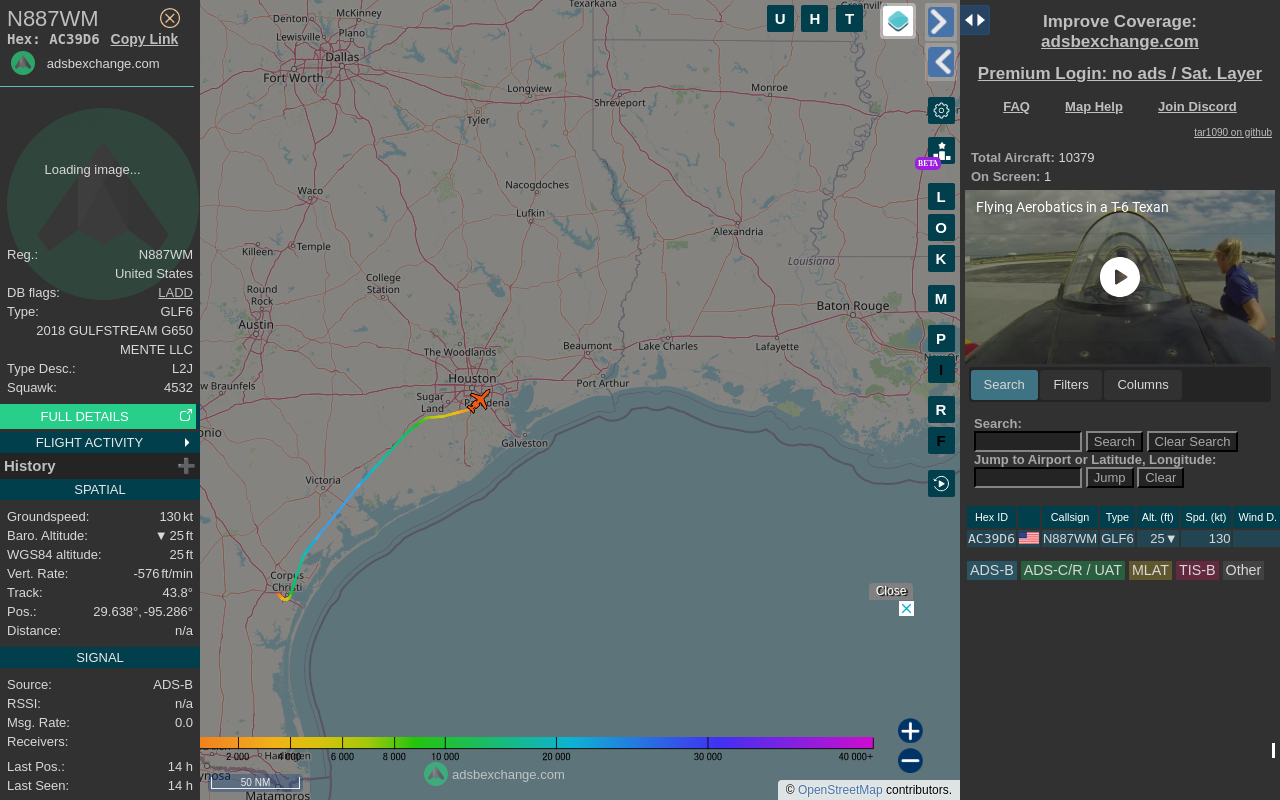 N887WM
Hex: AC39D6 Copy Link
adsbexchange.com
Loading image...
Reg.: N887WM
United States
DB flags: LADD
Type: GLF6
2018 GULFSTREAM G650
MENTE LLC
Type Desc.: L2J
Squawk: 4532
FULL DETAILS
FLIGHT ACTIVITY
History
SPATIAL
Groundspeed: 130 kt
Baro. Altitude: ▼ 25 ft
WGS84 altitude: 25 ft
Vert. Rate: -576 ft/min
Track: 43.8°
Pos.: 29.638°, -95.286°
Distance: n/a
SIGNAL
Source: ADS-B
RSSI: n/a
Msg. Rate: 0.0
Receivers:
Last Pos.: 14 h
Last Seen: 14 h
Texarkana
Greenville
McKinney
Denton
Plano
Lewisville
Dallas
Fort Worth
Longview
Monroe
Shreveport
Tyler
Waco
Nacogdoches
Lufkin
Alexandria
Killeen
Temple
Louisiana
College
Station
Round
Rock
Baton Rouge
Austin
The Woodlands
Beaumont
Lake Charles
Lafayette
Houston
Port Arthur
w Braunfels
Sugar
Land
onio
Galveston
Victoria
Corpus
Christi
Matamoros
U H T
BETA
L
O
K
M
P
I
R
F
Close
2 000 4 000 6 000 8 000 10 000 20 000 30 000 40 000+
50 NM
adsbexchange.com
© OpenStreetMap contributors.
Improve Coverage:
adsbexchange.com
Premium Login: no ads / Sat. Layer
FAQ Map Help Join Discord
tar1090 on github
Total Aircraft: 10379
On Screen: 1
Flying Aerobatics in a T-6 Texan
Search Filters Columns
Search:
Search Clear Search
Jump to Airport or Latitude, Longitude:
Jump Clear
Hex ID Callsign Type Alt. (ft) Spd. (kt) Wind D.
AC39D6 N887WM GLF6 25▼ 130
ADS-B ADS-C/R / UAT MLAT TIS-B Other